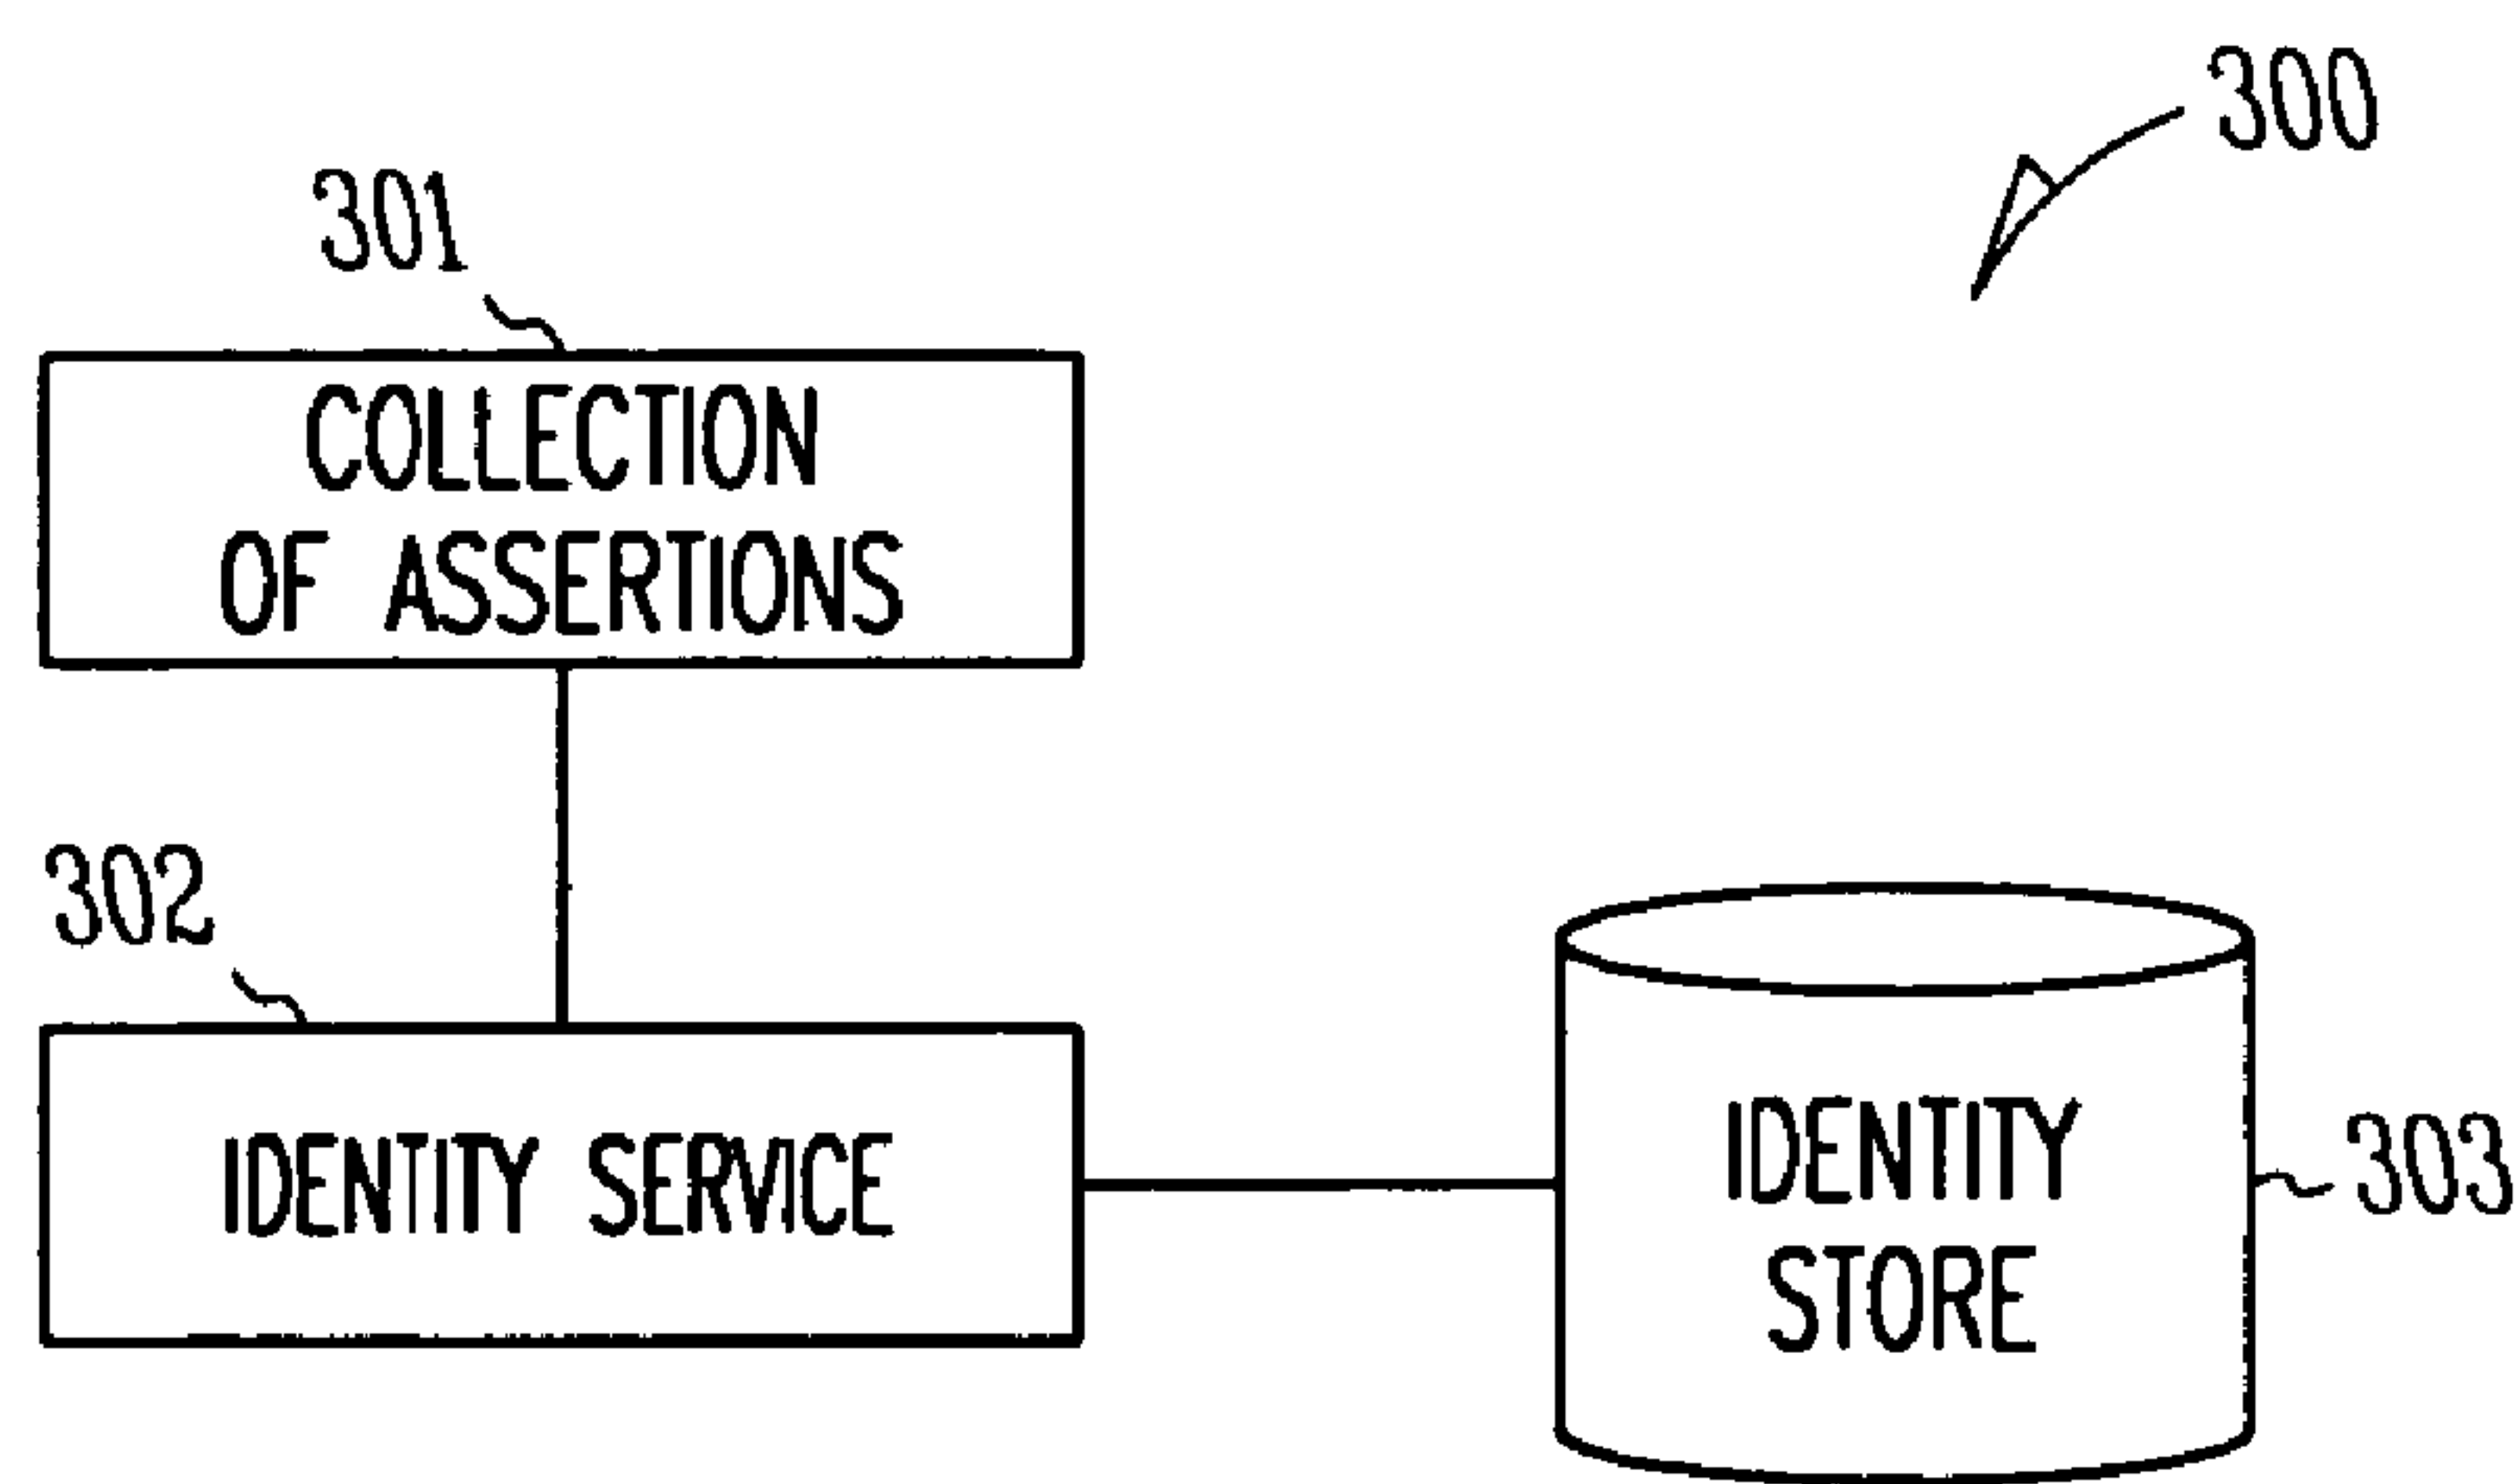 300
301
COLLECTION
OF ASSERTIONS
302
IDENTITY SERVICE
IDENTITY
STORE
303